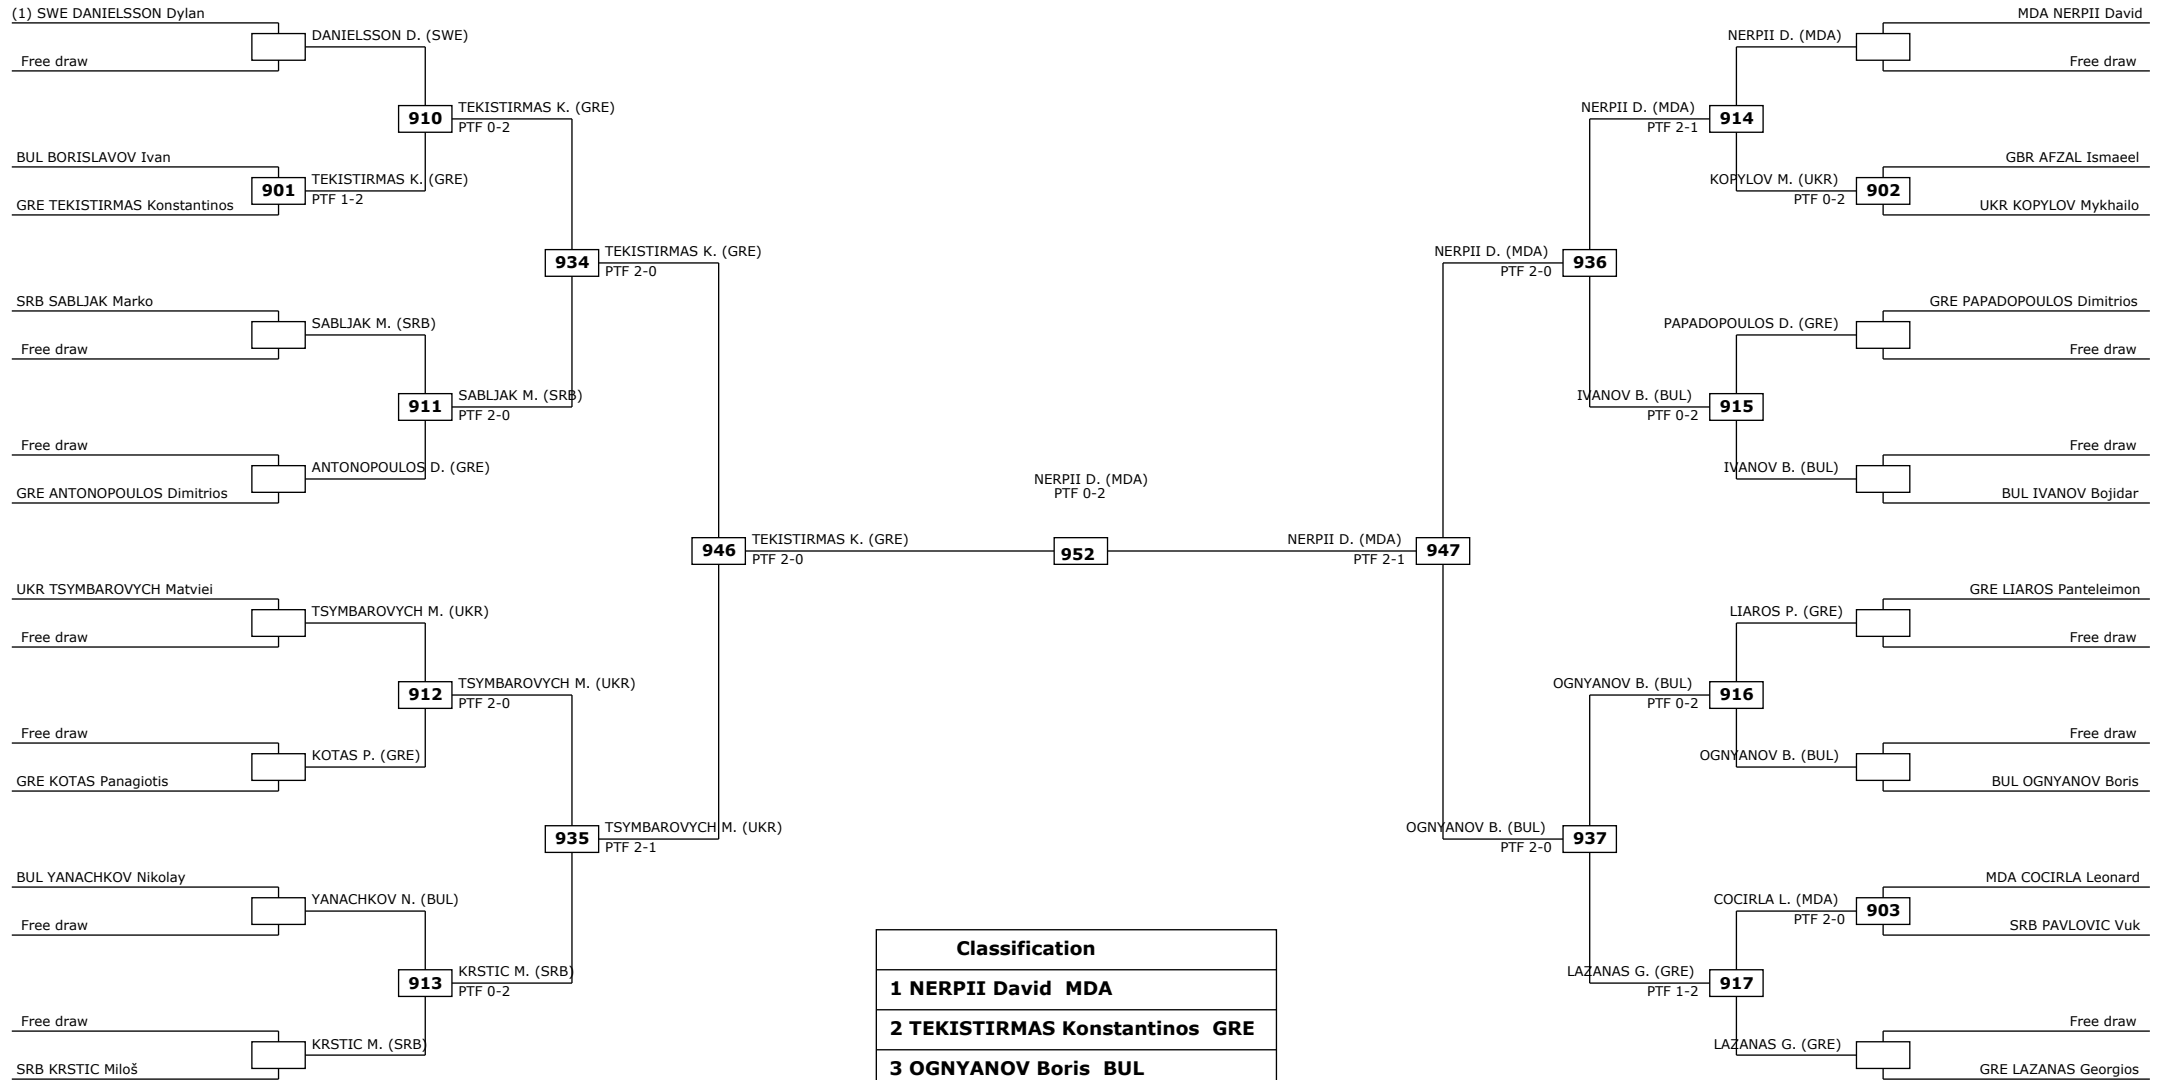 (1) SWE DANIELSSON Dylan
DANIELSSON D. (SWE)
Free draw
910
TEKISTIRMAS K. (GRE)
PTF 0-2
BUL BORISLAVOV Ivan
901
TEKISTIRMAS K. (GRE)
PTF 1-2
GRE TEKISTIRMAS Konstantinos
934
TEKISTIRMAS K. (GRE)
PTF 2-0
SRB SABLJAK Marko
SABLJAK M. (SRB)
Free draw
911
SABLJAK M. (SRB)
PTF 2-0
Free draw
ANTONOPOULOS D. (GRE)
GRE ANTONOPOULOS Dimitrios
946
TEKISTIRMAS K. (GRE)
PTF 2-0
UKR TSYMBAROVYCH Matviei
TSYMBAROVYCH M. (UKR)
Free draw
912
TSYMBAROVYCH M. (UKR)
PTF 2-0
Free draw
KOTAS P. (GRE)
GRE KOTAS Panagiotis
935
TSYMBAROVYCH M. (UKR)
PTF 2-1
BUL YANACHKOV Nikolay
YANACHKOV N. (BUL)
Free draw
913
KRSTIC M. (SRB)
PTF 0-2
Free draw
KRSTIC M. (SRB)
SRB KRSTIC Miloš
NERPII D. (MDA)
PTF 0-2
952
MDA NERPII David
NERPII D. (MDA)
Free draw
NERPII D. (MDA)
PTF 2-1
914
GBR AFZAL Ismaeel
KOPYLOV M. (UKR)
PTF 0-2
902
UKR KOPYLOV Mykhailo
NERPII D. (MDA)
PTF 2-0
936
GRE PAPADOPOULOS Dimitrios
PAPADOPOULOS D. (GRE)
Free draw
IVANOV B. (BUL)
PTF 0-2
915
Free draw
IVANOV B. (BUL)
BUL IVANOV Bojidar
NERPII D. (MDA)
PTF 2-1
947
GRE LIAROS Panteleimon
LIAROS P. (GRE)
Free draw
OGNYANOV B. (BUL)
PTF 0-2
916
Free draw
OGNYANOV B. (BUL)
BUL OGNYANOV Boris
OGNYANOV B. (BUL)
PTF 2-0
937
MDA COCIRLA Leonard
COCIRLA L. (MDA)
PTF 2-0
903
SRB PAVLOVIC Vuk
LAZANAS G. (GRE)
PTF 1-2
917
Free draw
LAZANAS G. (GRE)
GRE LAZANAS Georgios
Classification
1 NERPII David MDA
2 TEKISTIRMAS Konstantinos GRE
3 OGNYANOV Boris BUL